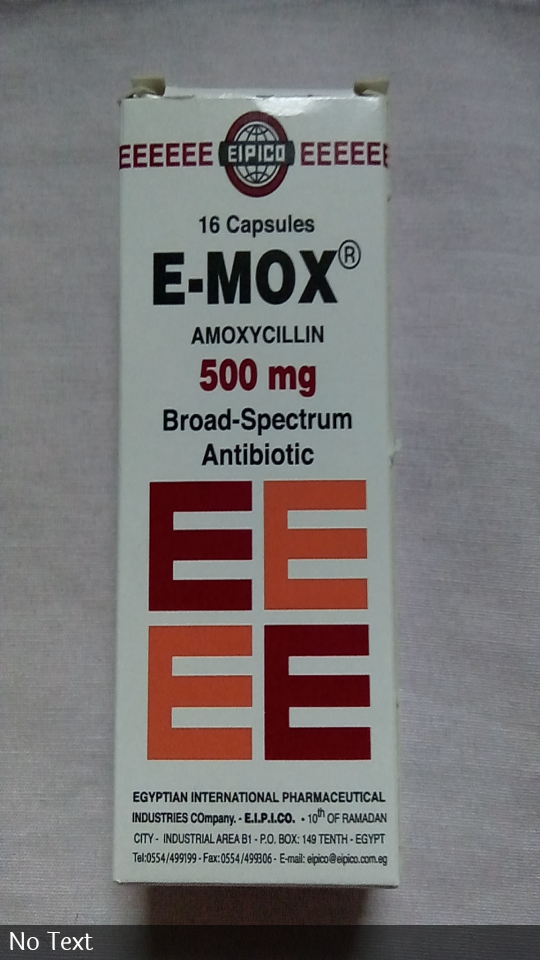 EEEEEE EIPICO EEEEEE
16 Capsules
E-MOX®
AMOXYCILLIN
500 mg
Broad-Spectrum
Antibiotic
E E
E E
EGYPTIAN INTERNATIONAL PHARMACEUTICAL
INDUSTRIES COmpany. - E.I.P.I.CO. • 10th OF RAMADAN
CITY - INDUSTRIAL AREA B1 - P.O. BOX: 149 TENTH - EGYPT
Tel:0554/499199 - Fax:0554/499306 - E-mail: eipico@eipico.com.eg
No Text